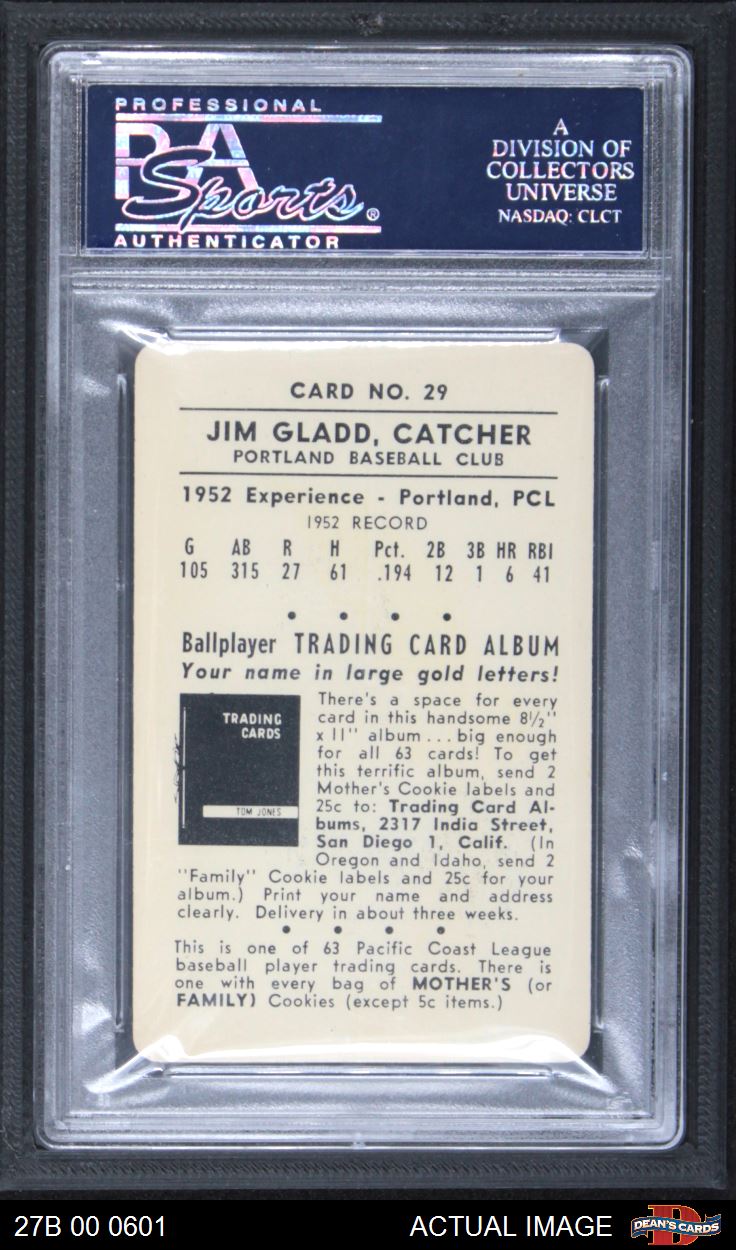 PROFESSIONAL
PSA
Sports®
AUTHENTICATOR
A
DIVISION OF
COLLECTORS
UNIVERSE
NASDAQ: CLCT
CARD NO. 29
JIM GLADD, CATCHER
PORTLAND BASEBALL CLUB
1952 Experience - Portland, PCL
1952 RECORD
G AB R H Pct. 2B 3B HR RBI
105 315 27 61 .194 12 1 6 41
• • • •
Ballplayer TRADING CARD ALBUM
Your name in large gold letters!
TRADING
CARDS
TOM JONES
There's a space for every
card in this handsome 8½''
x 11'' album ... big enough
for all 63 cards! To get
this terrific album, send 2
Mother's Cookie labels and
25c to: Trading Card Al-
bums, 2317 India Street,
San Diego 1, Calif. (In
Oregon and Idaho, send 2
''Family'' Cookie labels and 25c for your
album.) Print your name and address
clearly. Delivery in about three weeks.
• • • •
This is one of 63 Pacific Coast League
baseball player trading cards. There is
one with every bag of MOTHER'S (or
FAMILY) Cookies (except 5c items.)
27B 00 0601
ACTUAL IMAGE
DEAN'S CARDS